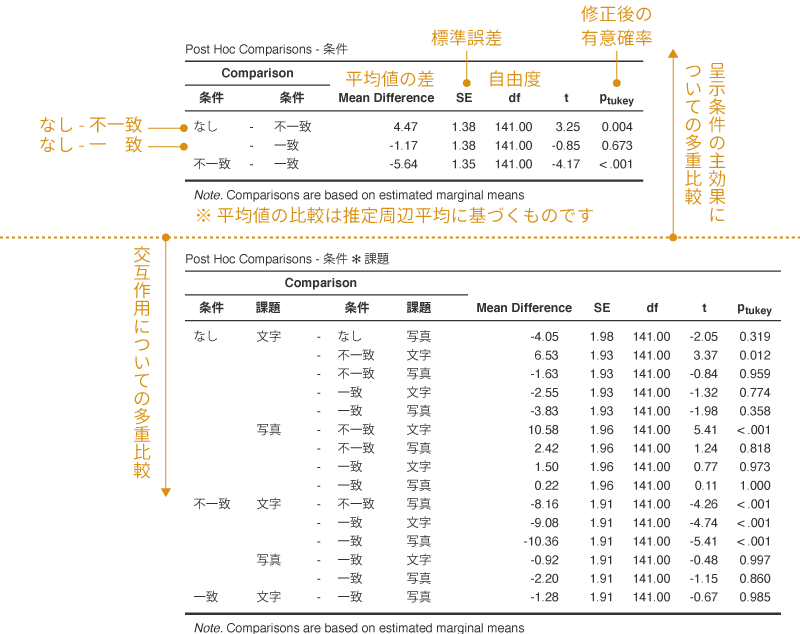 修正後の
有意確率
標準誤差
Post Hoc Comparisons - 条件
Comparison
平均値の差 自由度
条件 条件 Mean Difference SE df t ptukey
なし - 不一致 なし - 不一致 4.47 1.38 141.00 3.25 0.004
なし - 一 致 - 一致 -1.17 1.38 141.00 -0.85 0.673
不一致 - 一致 -5.64 1.35 141.00 -4.17 < .001
Note. Comparisons are based on estimated marginal means
※ 平均値の比較は推定周辺平均に基づくものです
呈示条件の主効果に
ついての多重比較
交互作用についての多重比較
Post Hoc Comparisons - 条件 ✻ 課題
Comparison
条件 課題 条件 課題 Mean Difference SE df t ptukey
なし 文字 - なし 写真 -4.05 1.98 141.00 -2.05 0.319
- 不一致 文字 6.53 1.93 141.00 3.37 0.012
- 不一致 写真 -1.63 1.93 141.00 -0.84 0.959
- 一致 文字 -2.55 1.93 141.00 -1.32 0.774
- 一致 写真 -3.83 1.93 141.00 -1.98 0.358
写真 - 不一致 文字 10.58 1.96 141.00 5.41 < .001
- 不一致 写真 2.42 1.96 141.00 1.24 0.818
- 一致 文字 1.50 1.96 141.00 0.77 0.973
- 一致 写真 0.22 1.96 141.00 0.11 1.000
不一致 文字 - 不一致 写真 -8.16 1.91 141.00 -4.26 < .001
- 一致 文字 -9.08 1.91 141.00 -4.74 < .001
- 一致 写真 -10.36 1.91 141.00 -5.41 < .001
写真 - 一致 文字 -0.92 1.91 141.00 -0.48 0.997
- 一致 写真 -2.20 1.91 141.00 -1.15 0.860
一致 文字 - 一致 写真 -1.28 1.91 141.00 -0.67 0.985
Note. Comparisons are based on estimated marginal means